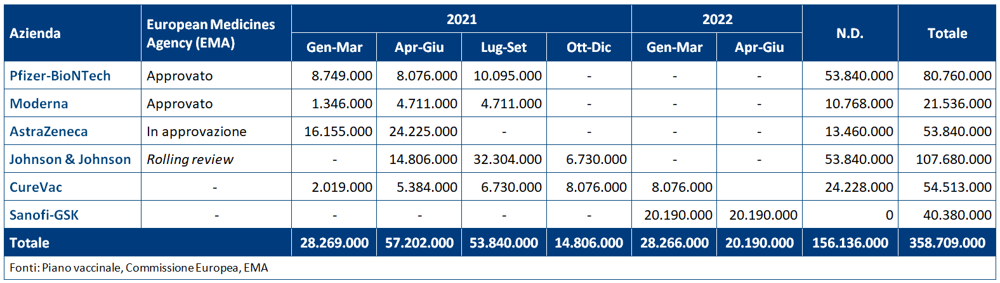 Azienda European Medicines Agency (EMA) 2021 2022 N.D. Totale
Gen-Mar Apr-Giu Lug-Set Ott-Dic Gen-Mar Apr-Giu
Pfizer-BioNTech Approvato 8.749.000 8.076.000 10.095.000 - - - 53.840.000 80.760.000
Moderna Approvato 1.346.000 4.711.000 4.711.000 - - - 10.768.000 21.536.000
AstraZeneca In approvazione 16.155.000 24.225.000 - - - - 13.460.000 53.840.000
Johnson & Johnson Rolling review - 14.806.000 32.304.000 6.730.000 - - 53.840.000 107.680.000
CureVac - 2.019.000 5.384.000 6.730.000 8.076.000 8.076.000 24.228.000 54.513.000
Sanofi-GSK - - - - - 20.190.000 20.190.000 0 40.380.000
Totale 28.269.000 57.202.000 53.840.000 14.806.000 28.266.000 20.190.000 156.136.000 358.709.000
Fonti: Piano vaccinale, Commissione Europea, EMA